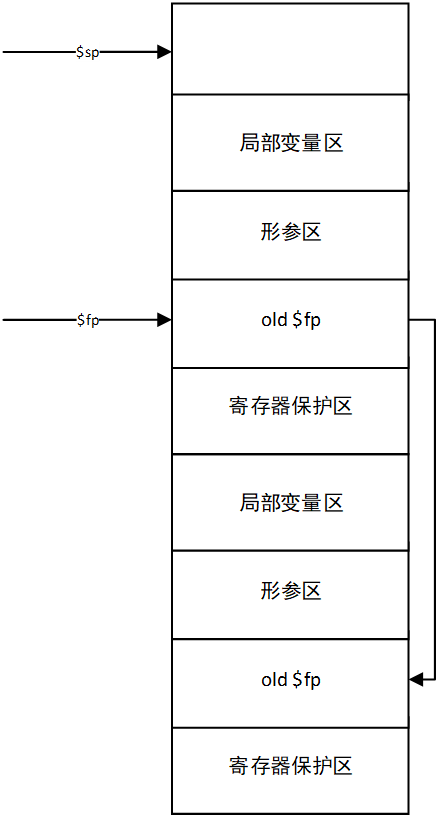 $sp
局部变量区
形参区
$fp
old $fp
寄存器保护区
局部变量区
形参区
old $fp
寄存器保护区